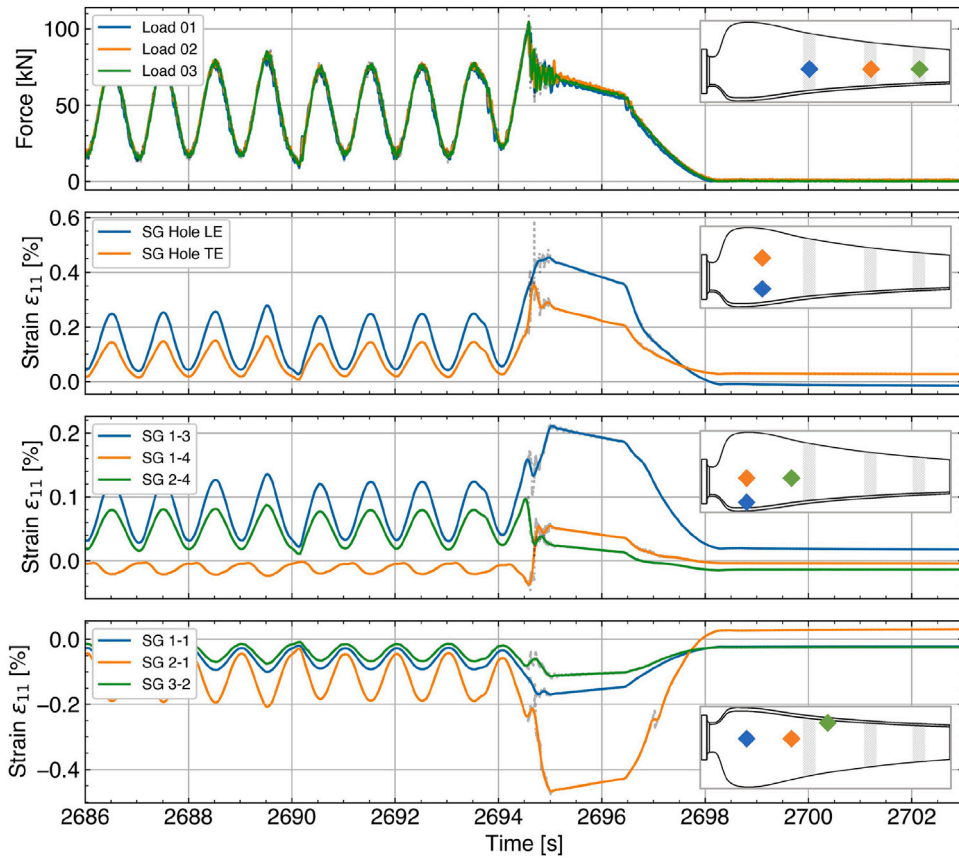 Force [kN]
100
50
0
Load 01
Load 02
Load 03
Strain ε11 [%]
0.6
0.4
0.2
0.0
SG Hole LE
SG Hole TE
Strain ε11 [%]
0.2
0.1
0.0
SG 1-3
SG 1-4
SG 2-4
Strain ε11 [%]
0.0
−0.2
−0.4
SG 1-1
SG 2-1
SG 3-2
2686 2688 2690 2692 2694 2696 2698 2700 2702
Time [s]